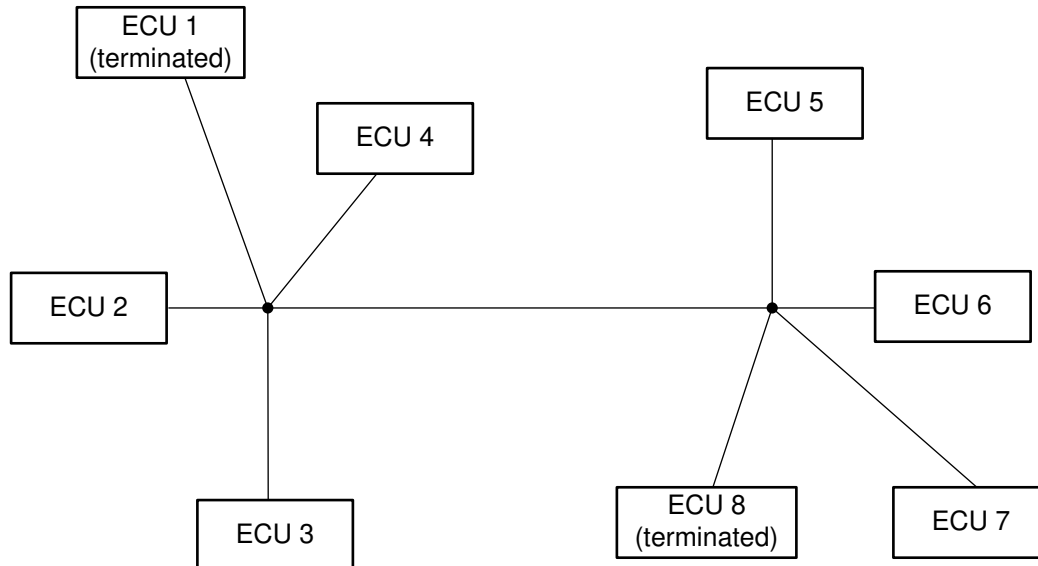 ECU 1
(terminated)
ECU 4
ECU 5
ECU 2
ECU 6
ECU 3
ECU 8
(terminated)
ECU 7